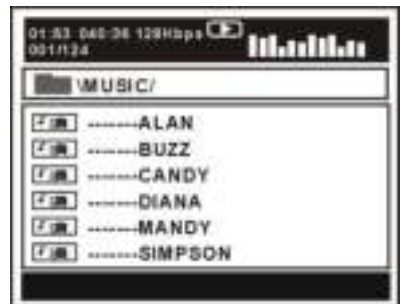 01:53 040:36 128Kbps
001/124
\MUSIC/
--------ALAN
--------BUZZ
--------CANDY
--------DIANA
--------MANDY
--------SIMPSON